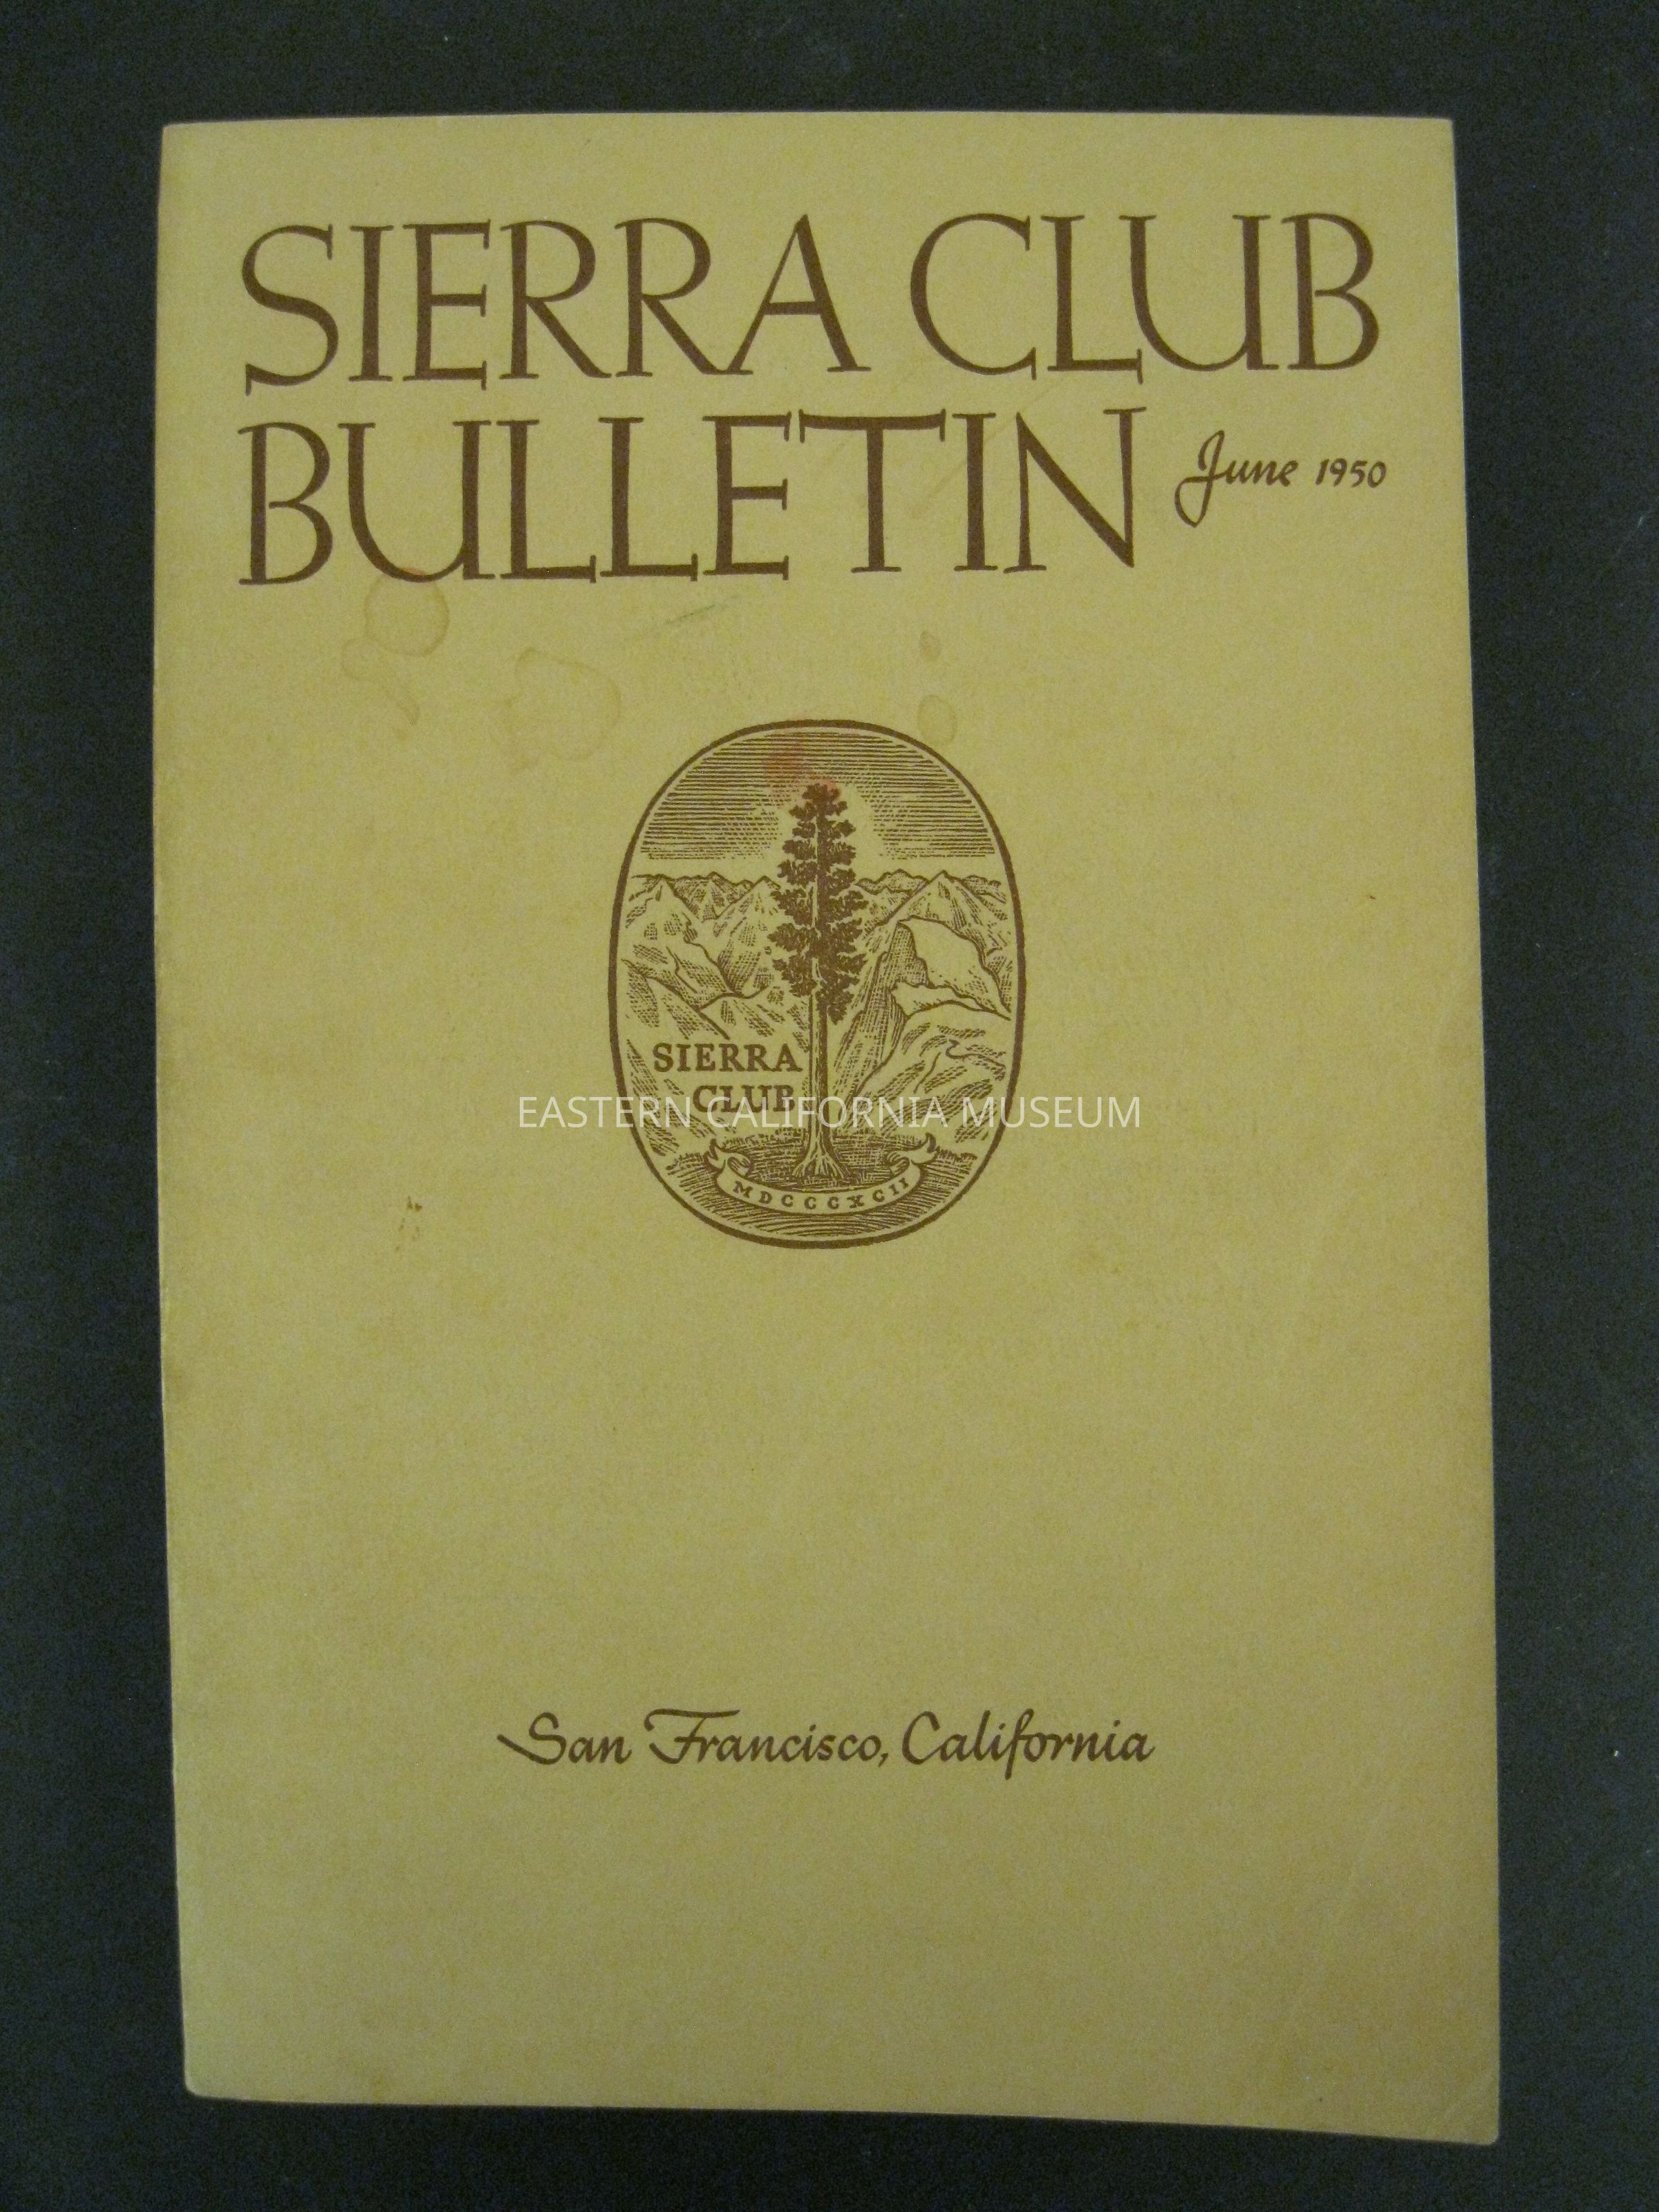 SIERRA CLUB
BULLETIN June 1950
SIERRA
CLUB
EASTERN CALIFORNIA MUSEUM
MDCCCXCII
San Francisco, California